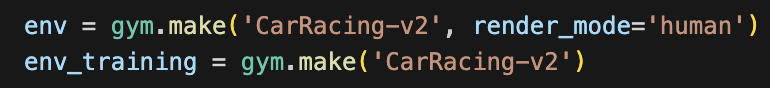 env = gym.make('CarRacing-v2', render_mode='human')
env_training = gym.make('CarRacing-v2')